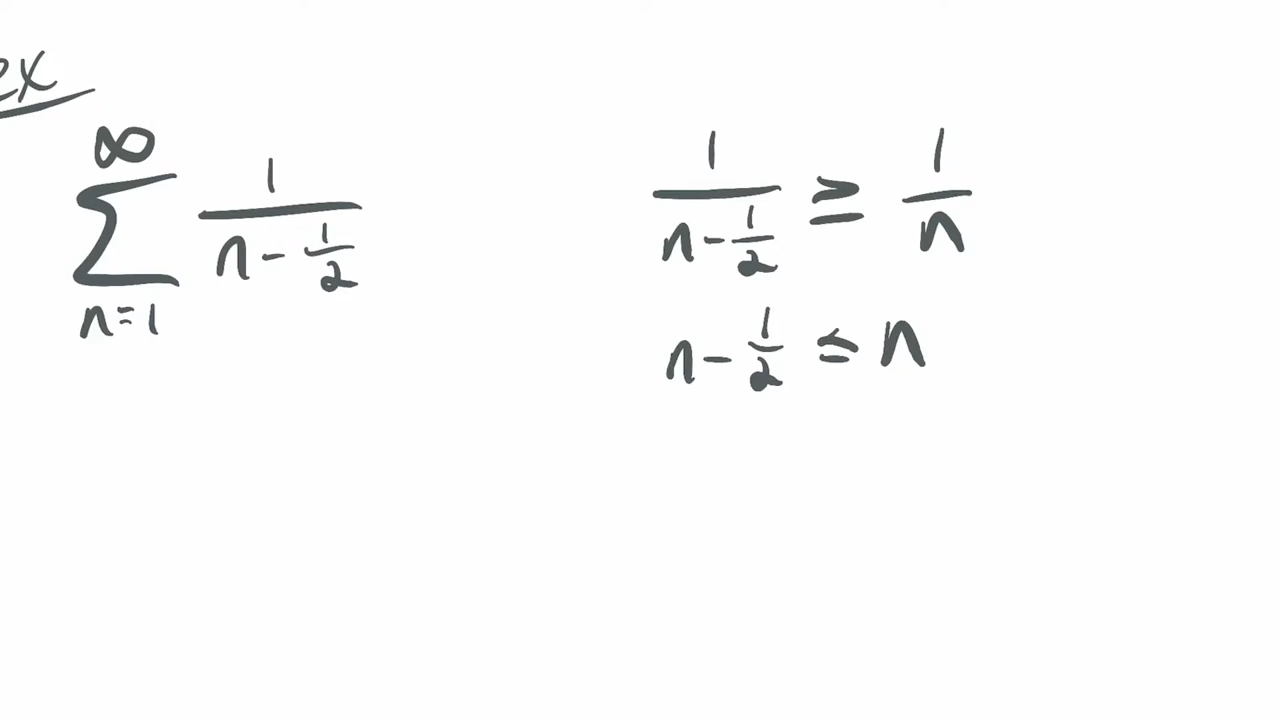 ex
∞
∑ 1/(n - 1/2)
n=1
1/(n - 1/2) ≥ 1/n
n - 1/2 ≤ n